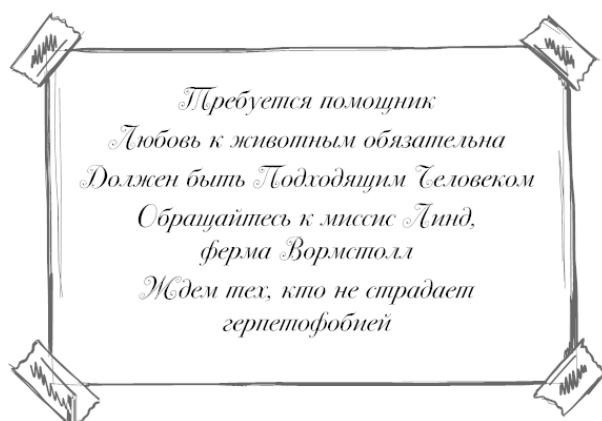 Требуется помощник
Любовь к животным обязательна
Должен быть Подходящим Человеком
Обращайтесь к миссис Линд,
ферма Вормстолл
Ждем тех, кто не страдает
герпетофобией